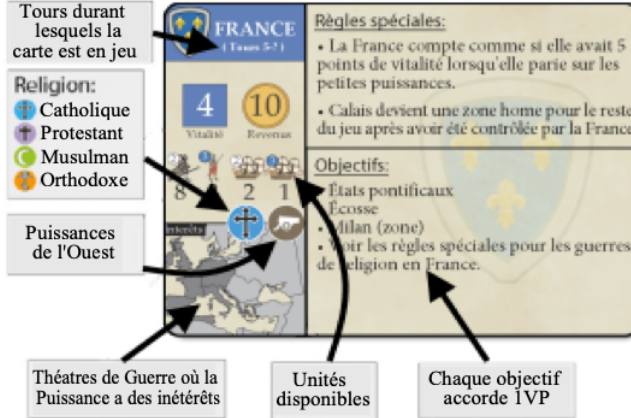 Tours durant
lesquels la
carte est en jeu
FRANCE
( Tours 5-7 )
4
10
Vitalité
Revenus
8
2
1
Intérêts
Religion:
Catholique
Protestant
Musulman
Orthodoxe
Puissances
de l'Ouest
Théatres de Guerre où la
Puissance a des inétérêts
Règles spéciales:
• La France compte comme si elle avait 5
points de vitalité lorsqu'elle parie sur les
petites puissances.
• Calais devient une zone home pour le reste
du jeu après avoir été contrôlée par la France
Objectifs:
États pontificaux
Écosse
Milan (zone)
Voir les règles spéciales pour les guerres
de religion en France.
Unités
disponibles
Chaque objectif
accorde 1VP